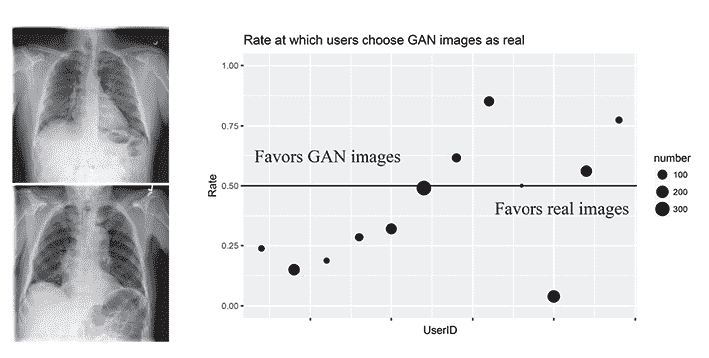 Rate at which users choose GAN images as real
1.00
0.75
Favors GAN images
0.50
Favors real images
0.25
0.00
Rate
UserID
number
100
200
300